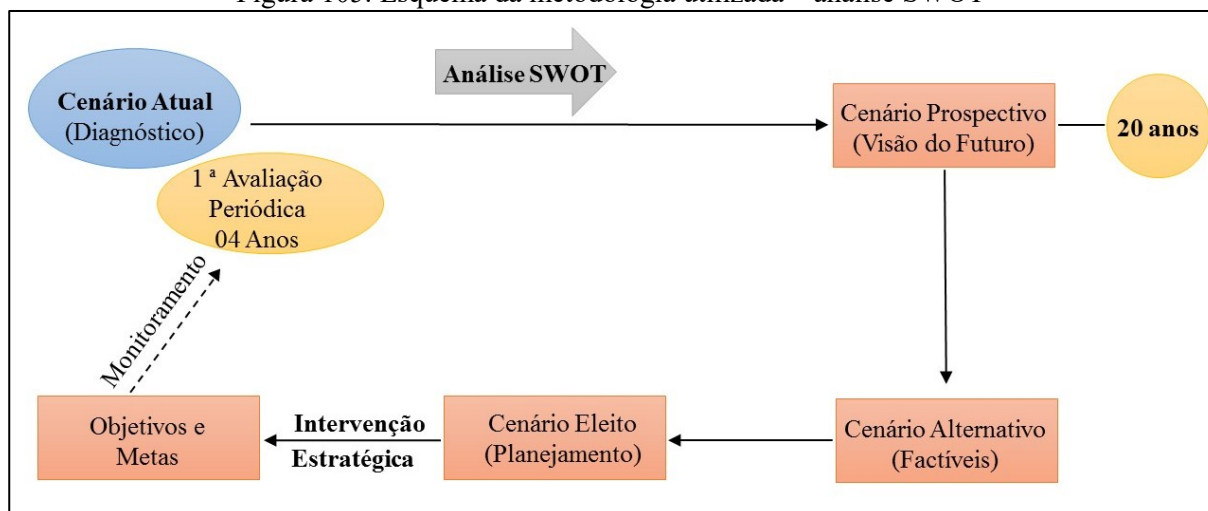 Figura 105: Esquema da metodologia utilizada – análise SWOT
Análise SWOT
Cenário Atual
(Diagnóstico)
Cenário Prospectivo
(Visão do Futuro)
20 anos
1 ª Avaliação
Periódica
04 Anos
Monitoramento
Objetivos e
Metas
Intervenção
Estratégica
Cenário Eleito
(Planejamento)
Cenário Alternativo
(Factíveis)